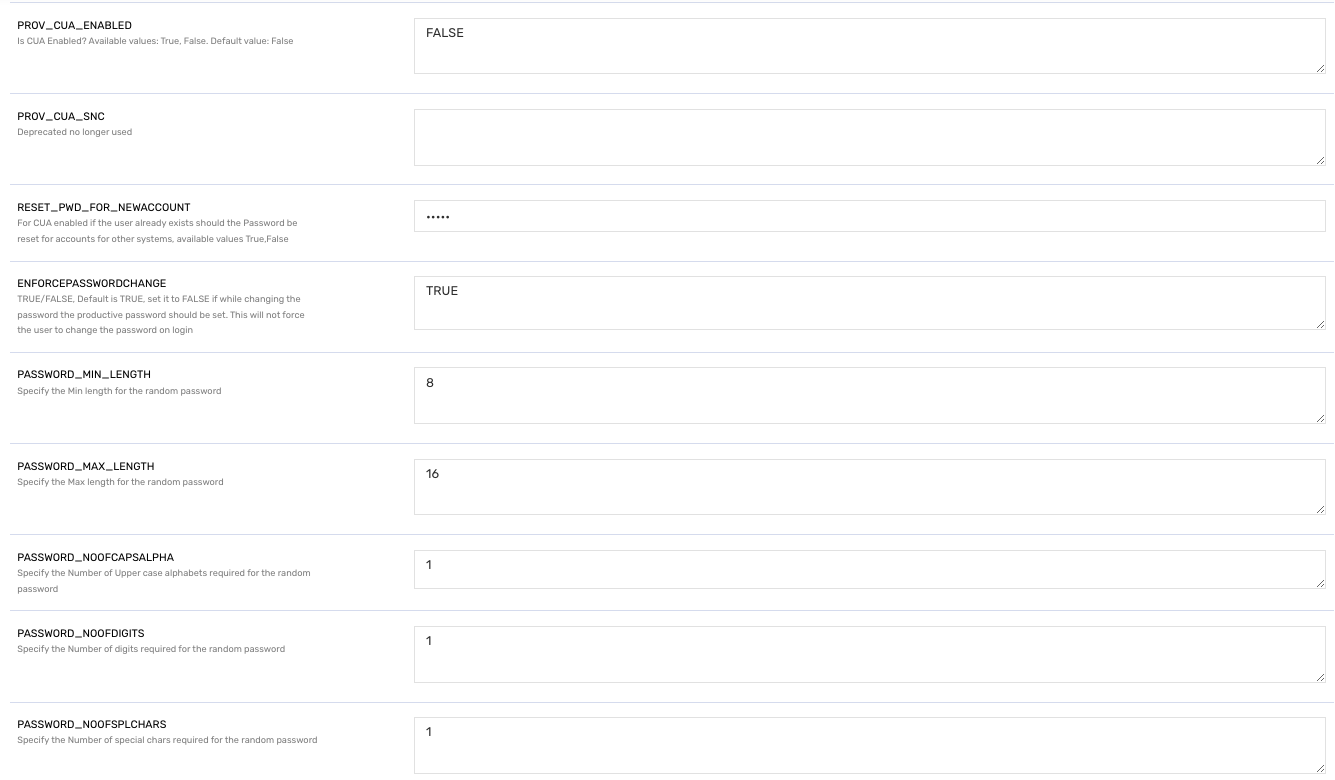 PROV_CUA_ENABLED
Is CUA Enabled? Available values: True, False. Default value: False
FALSE
PROV_CUA_SNC
Deprecated no longer used
RESET_PWD_FOR_NEWACCOUNT
For CUA enabled if the user already exists should the Password be
reset for accounts for other systems, available values True,False
•••••
ENFORCEPASSWORDCHANGE
TRUE/FALSE, Default is TRUE, set it to FALSE if while changing the
password the productive password should be set. This will not force
the user to change the password on login
TRUE
PASSWORD_MIN_LENGTH
Specify the Min length for the random password
8
PASSWORD_MAX_LENGTH
Specify the Max length for the random password
16
PASSWORD_NOOFCAPSALPHA
Specify the Number of Upper case alphabets required for the random
password
1
PASSWORD_NOOFDIGITS
Specify the Number of digits required for the random password
1
PASSWORD_NOOFSPLCHARS
Specify the Number of special chars required for the random password
1